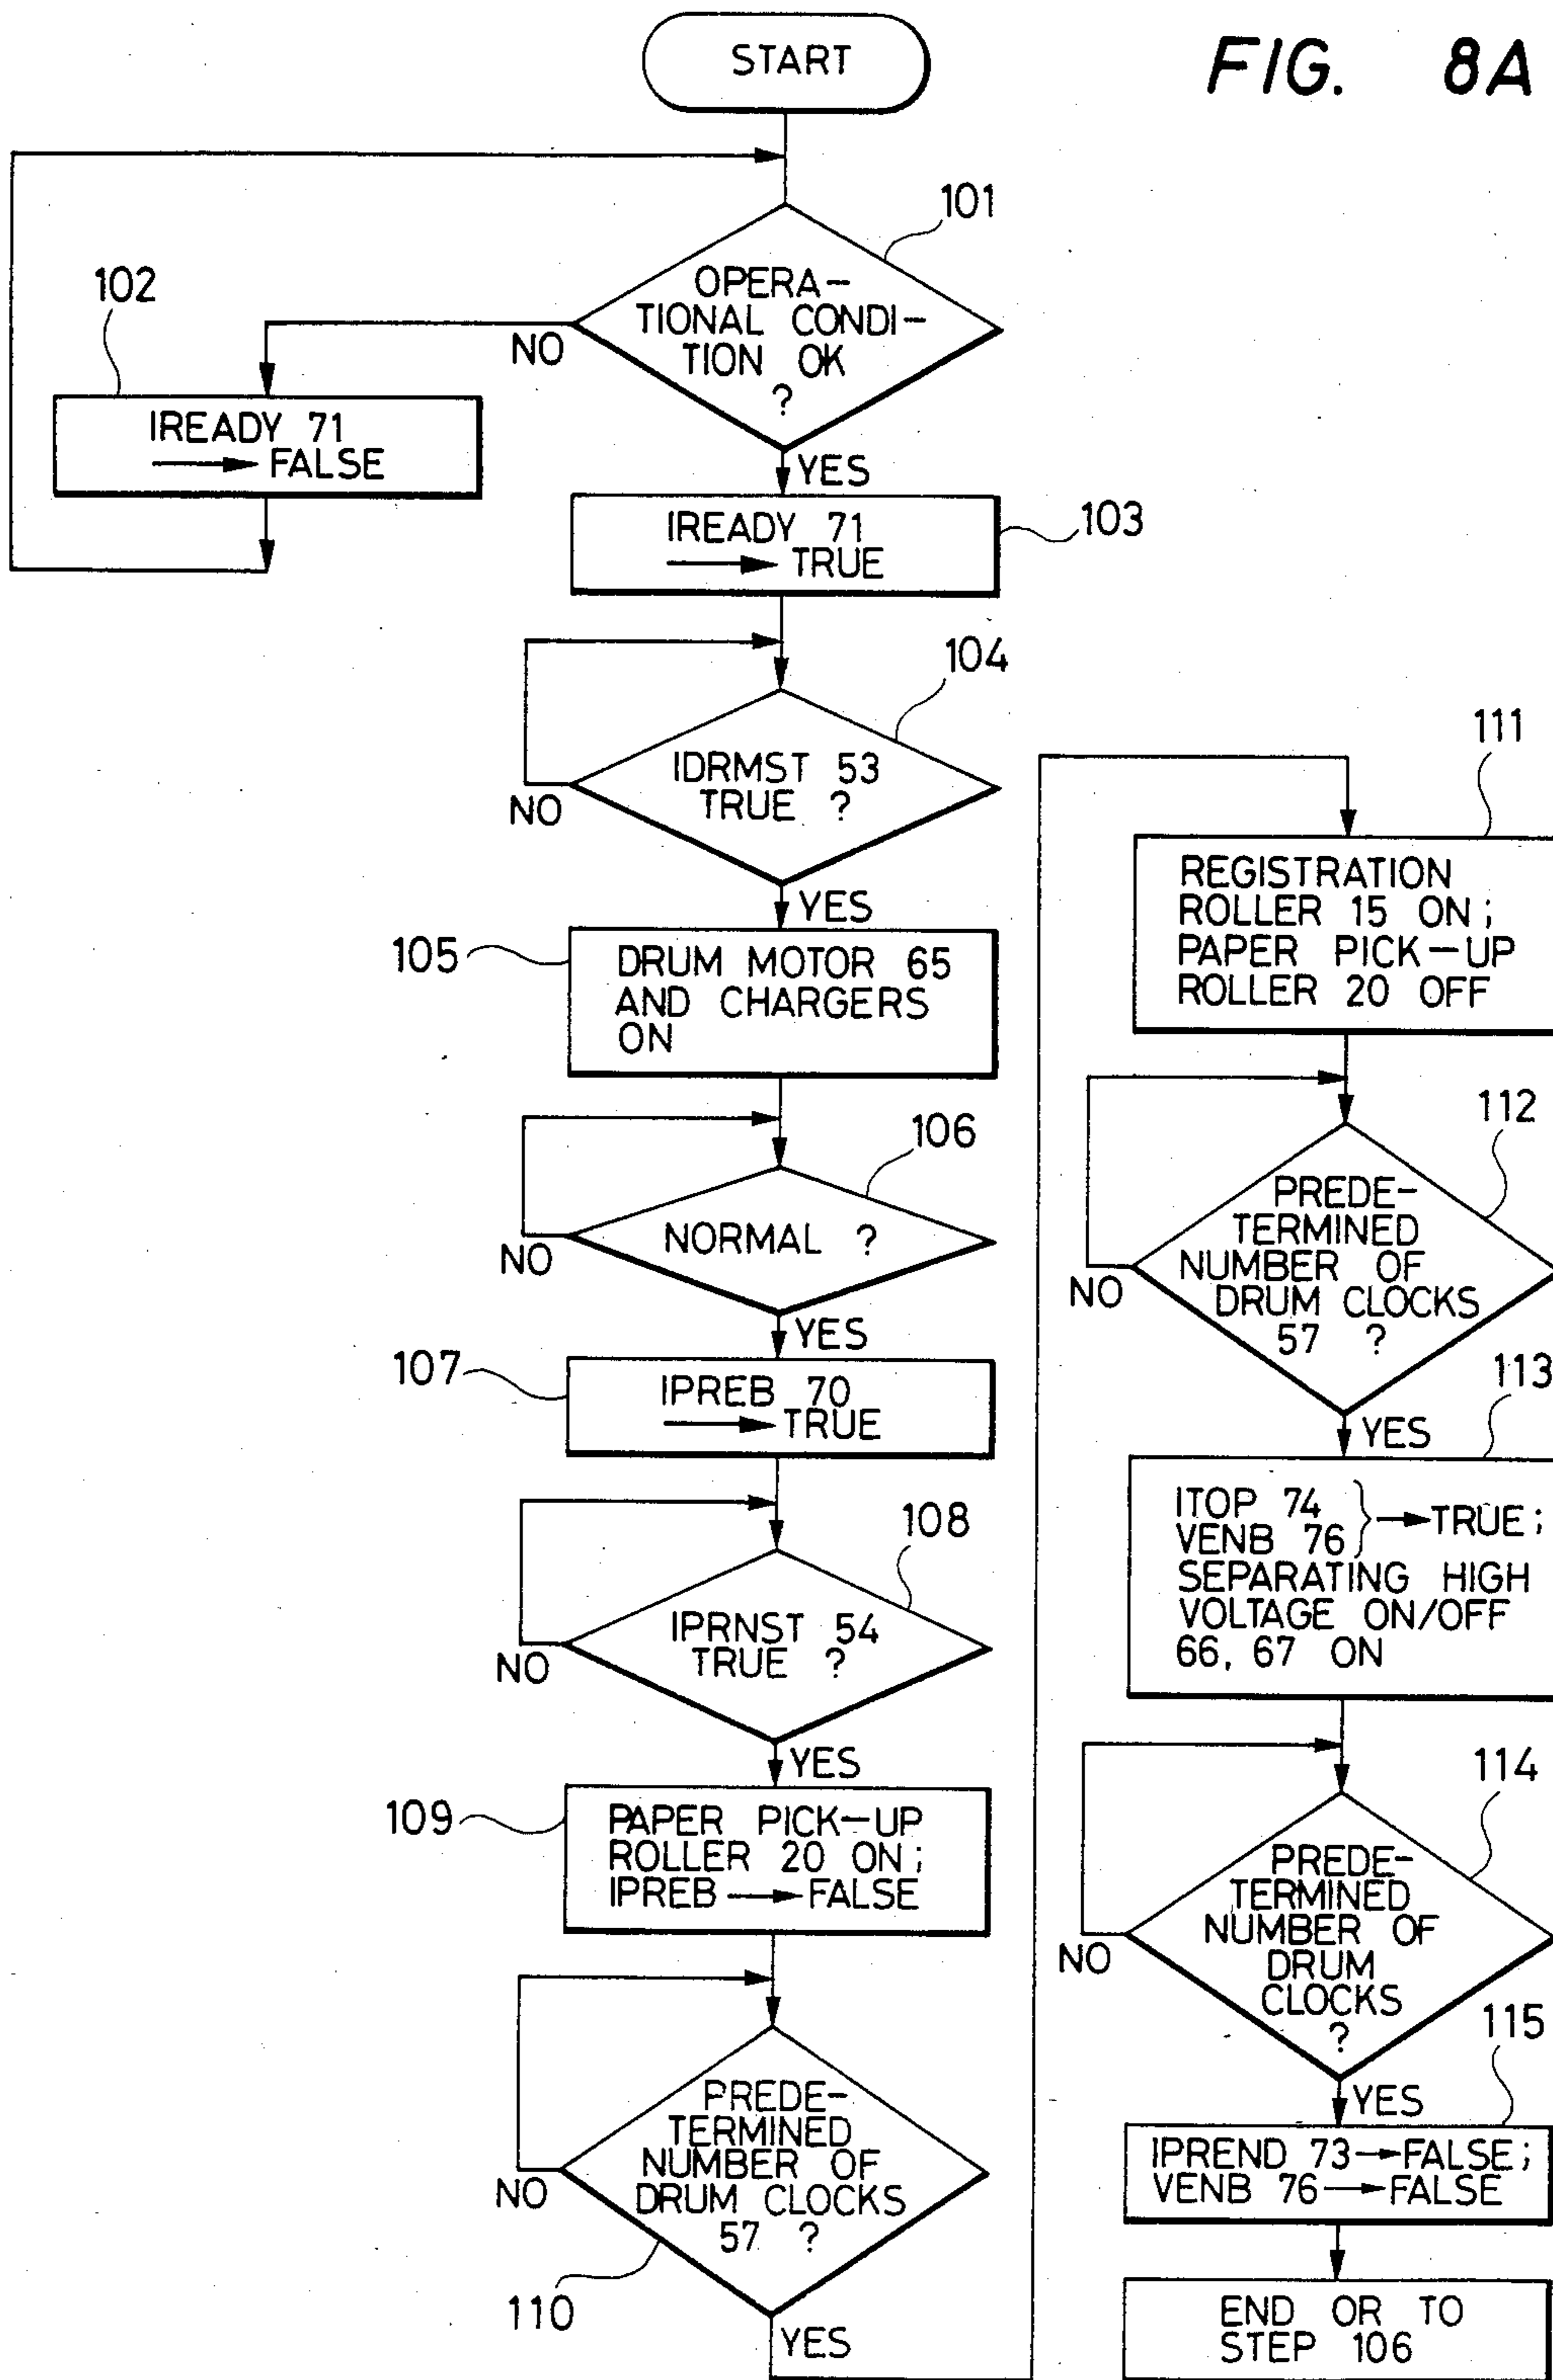 FIG. 8A
START
101
OPERA-
TIONAL CONDI-
TION OK
?
NO
102
IREADY 71
→ FALSE
YES
IREADY 71
→ TRUE
103
104
IDRMST 53
TRUE ?
NO
YES
105
DRUM MOTOR 65
AND CHARGERS
ON
106
NORMAL ?
NO
YES
107
IPREB 70
→ TRUE
108
IPRNST 54
TRUE ?
NO
YES
109
PAPER PICK-UP
ROLLER 20 ON;
IPREB → FALSE
PREDE-
TERMINED
NUMBER OF
DRUM CLOCKS
57 ?
NO
110
YES
111
REGISTRATION
ROLLER 15 ON;
PAPER PICK-UP
ROLLER 20 OFF
112
PREDE-
TERMINED
NUMBER OF
DRUM CLOCKS
57 ?
NO
YES
113
ITOP 74
VENB 76 } → TRUE;
SEPARATING HIGH
VOLTAGE ON/OFF
66, 67 ON
114
PREDE-
TERMINED
NUMBER OF
DRUM
CLOCKS
?
NO
YES
115
IPREND 73 → FALSE;
VENB 76 → FALSE
END OR TO
STEP 106